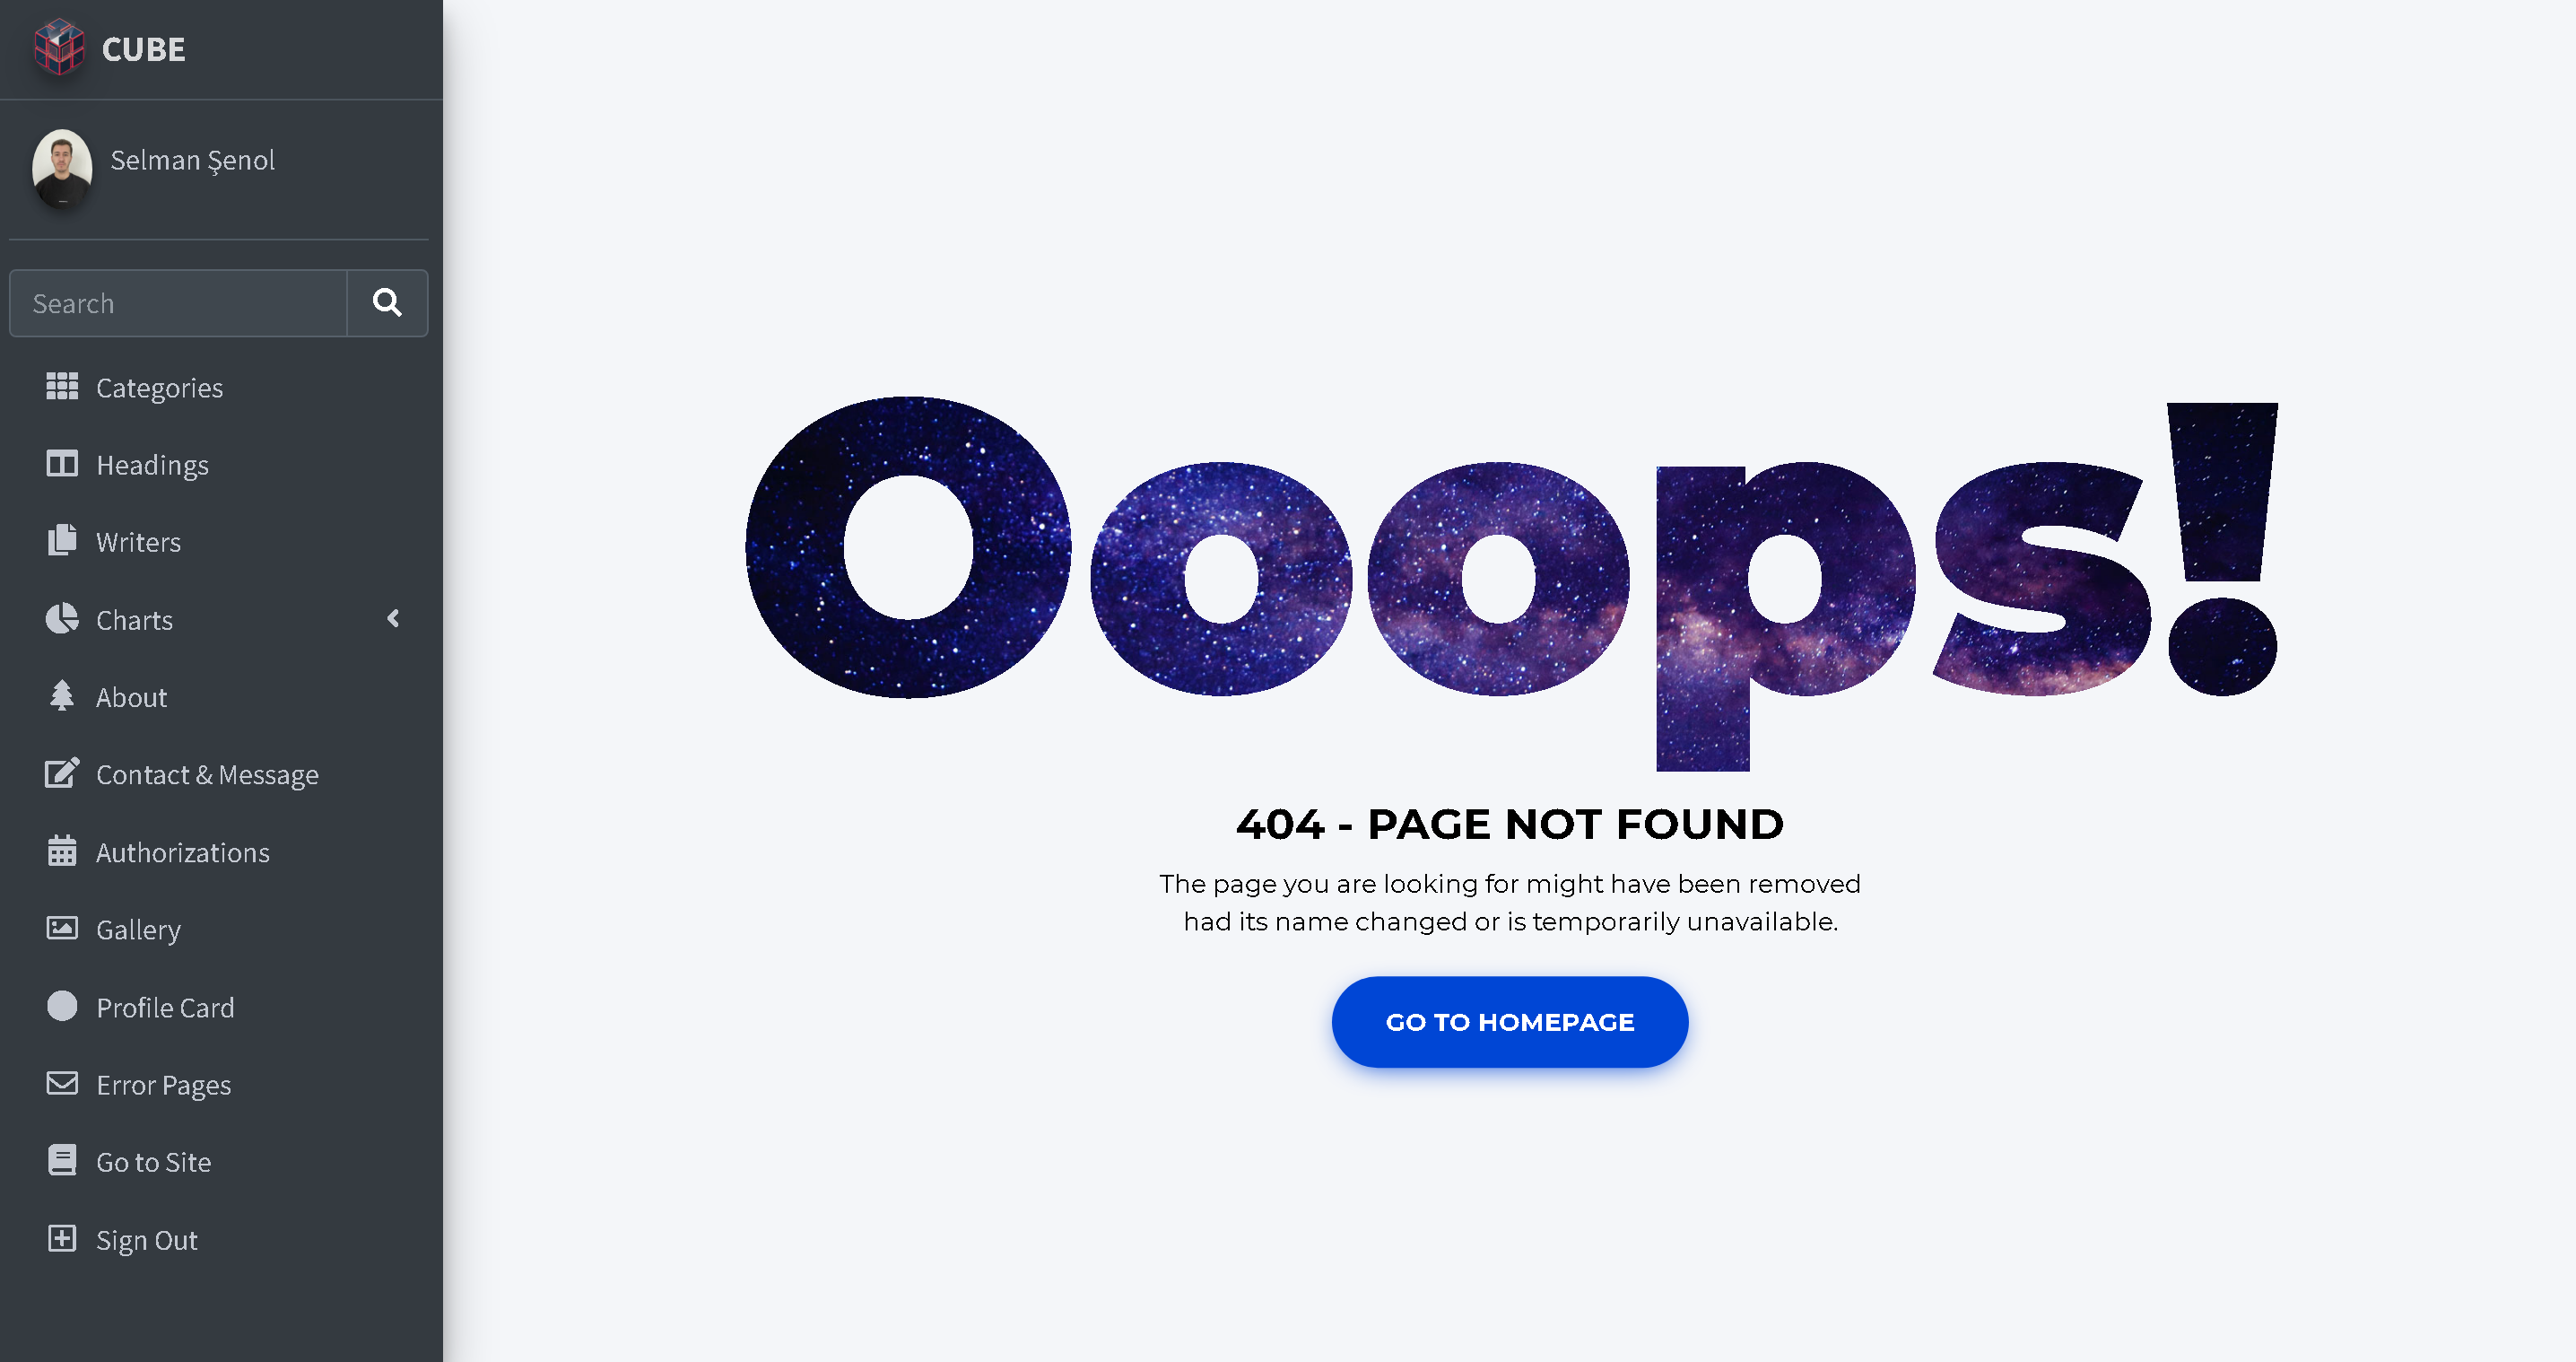 CUBE
Selman Şenol
Search
Categories
Headings
Writers
Charts
About
Contact & Message
Authorizations
Gallery
Profile Card
Error Pages
Go to Site
Sign Out
Ooops!
404 - PAGE NOT FOUND
The page you are looking for might have been removed
had its name changed or is temporarily unavailable.
GO TO HOMEPAGE